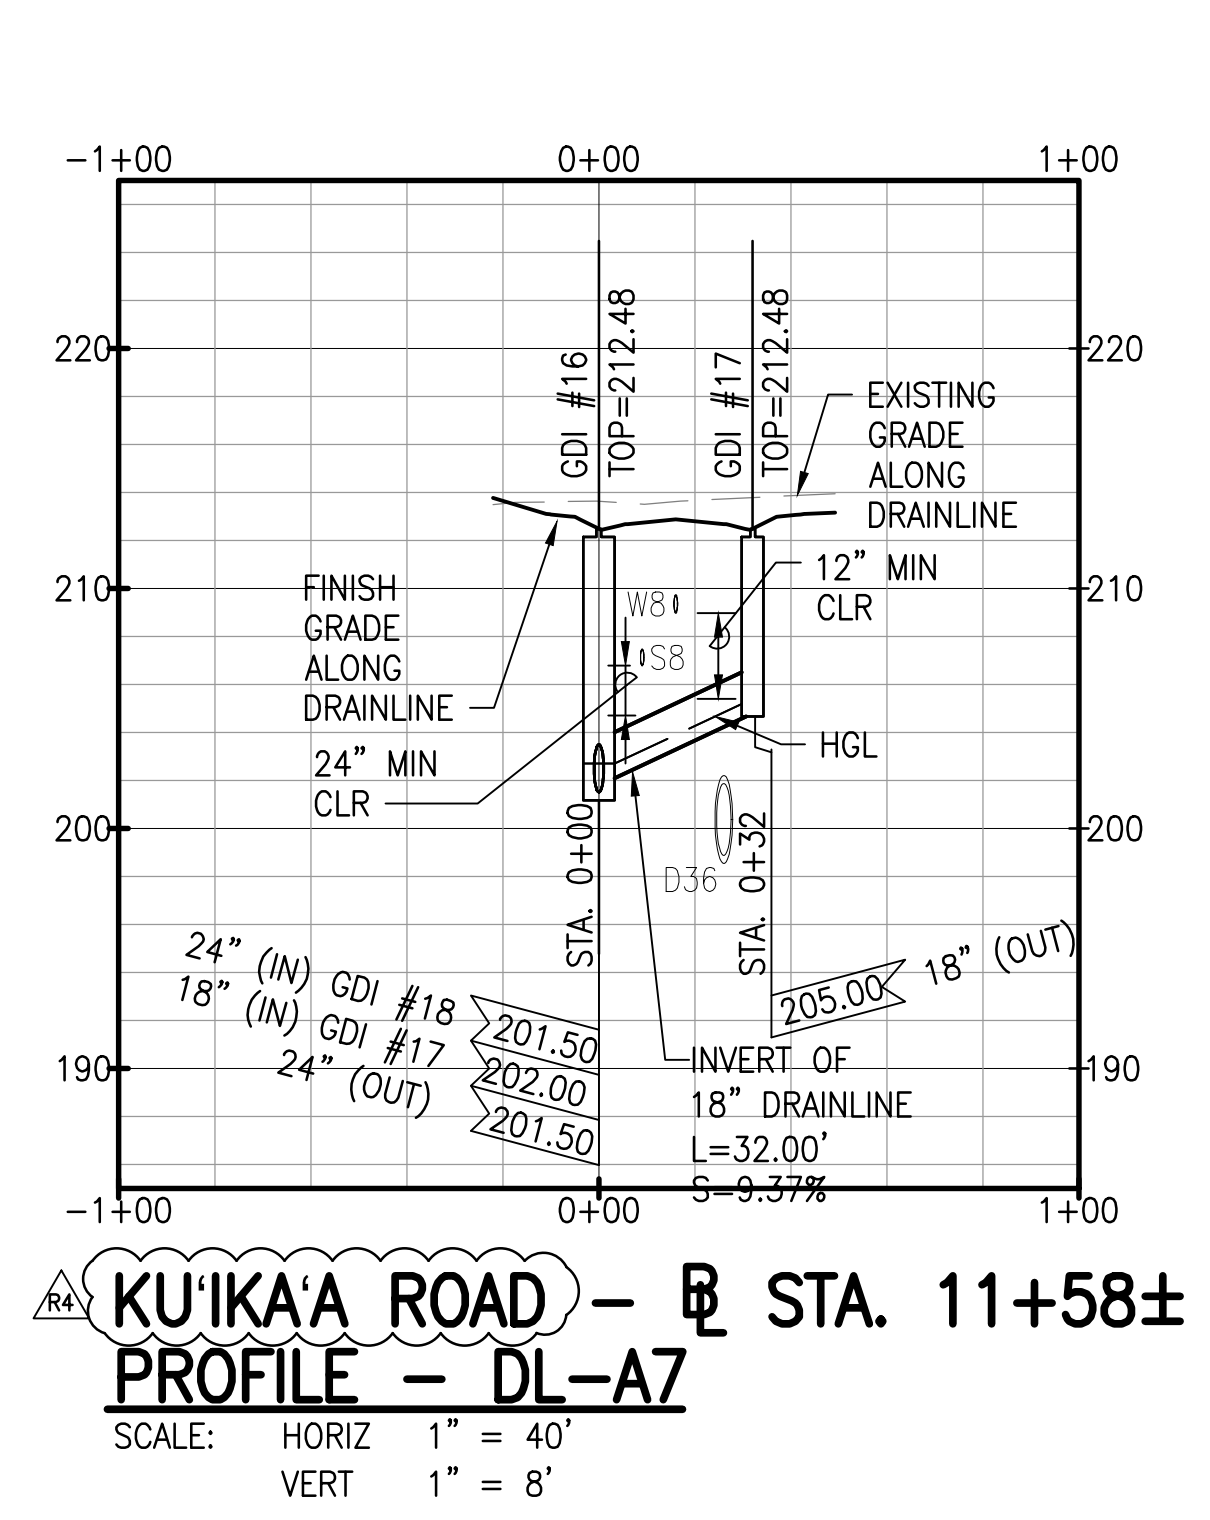 -1+00 0+00 1+00
GDI #16
TOP=212.48
GDI #17
TOP=212.48
220 220
EXISTING
GRADE
ALONG
DRAINLINE
12" MIN
CLR
210 210
FINISH
GRADE
ALONG
DRAINLINE
W8
S8
24" MIN
CLR
HGL
200 200
STA. 0+00
D36
STA. 0+32
24" (IN) GDI #18
18" (IN) GDI #17
24" (OUT)
201.50
202.00
201.50
205.00
18" (OUT)
190 190
INVERT OF
18" DRAINLINE
L=32.00'
S=9.37%
-1+00 0+00 1+00
R4
KUʻIKAʻA ROAD - BL STA. 11+58±
PROFILE - DL-A7
SCALE: HORIZ 1" = 40'
VERT 1" = 8'